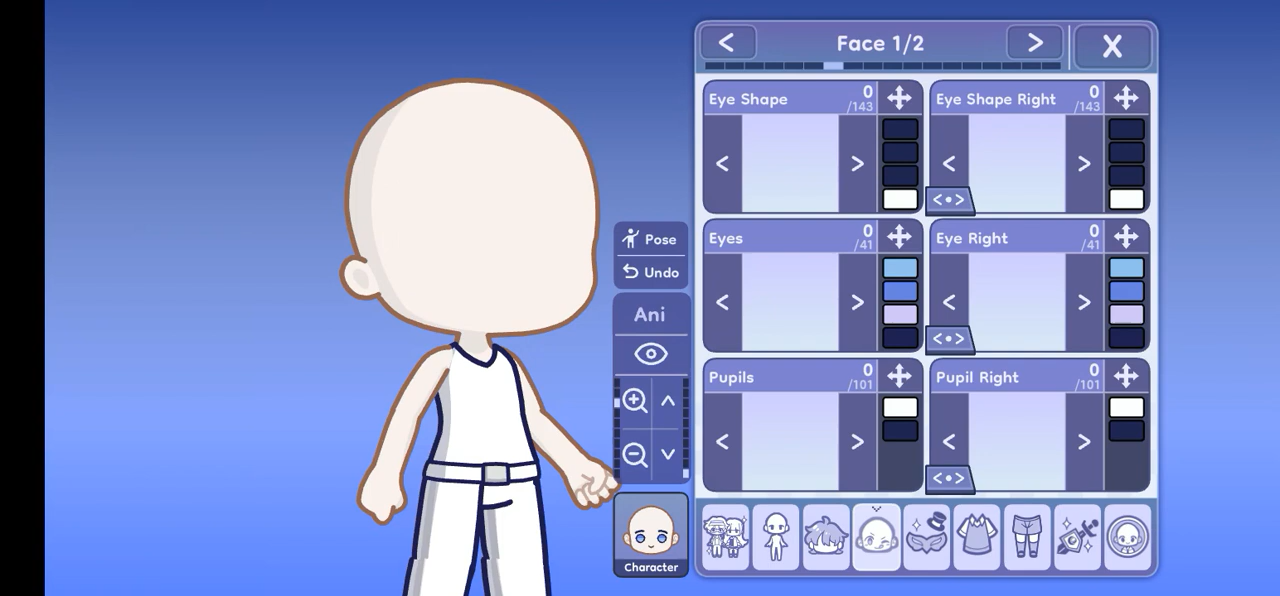 Face 1/2
X
Eye Shape 0/143
Eye Shape Right 0/143
Eyes 0/41
Eye Right 0/41
Pupils 0/101
Pupil Right 0/101
Pose
Undo
Ani
Character